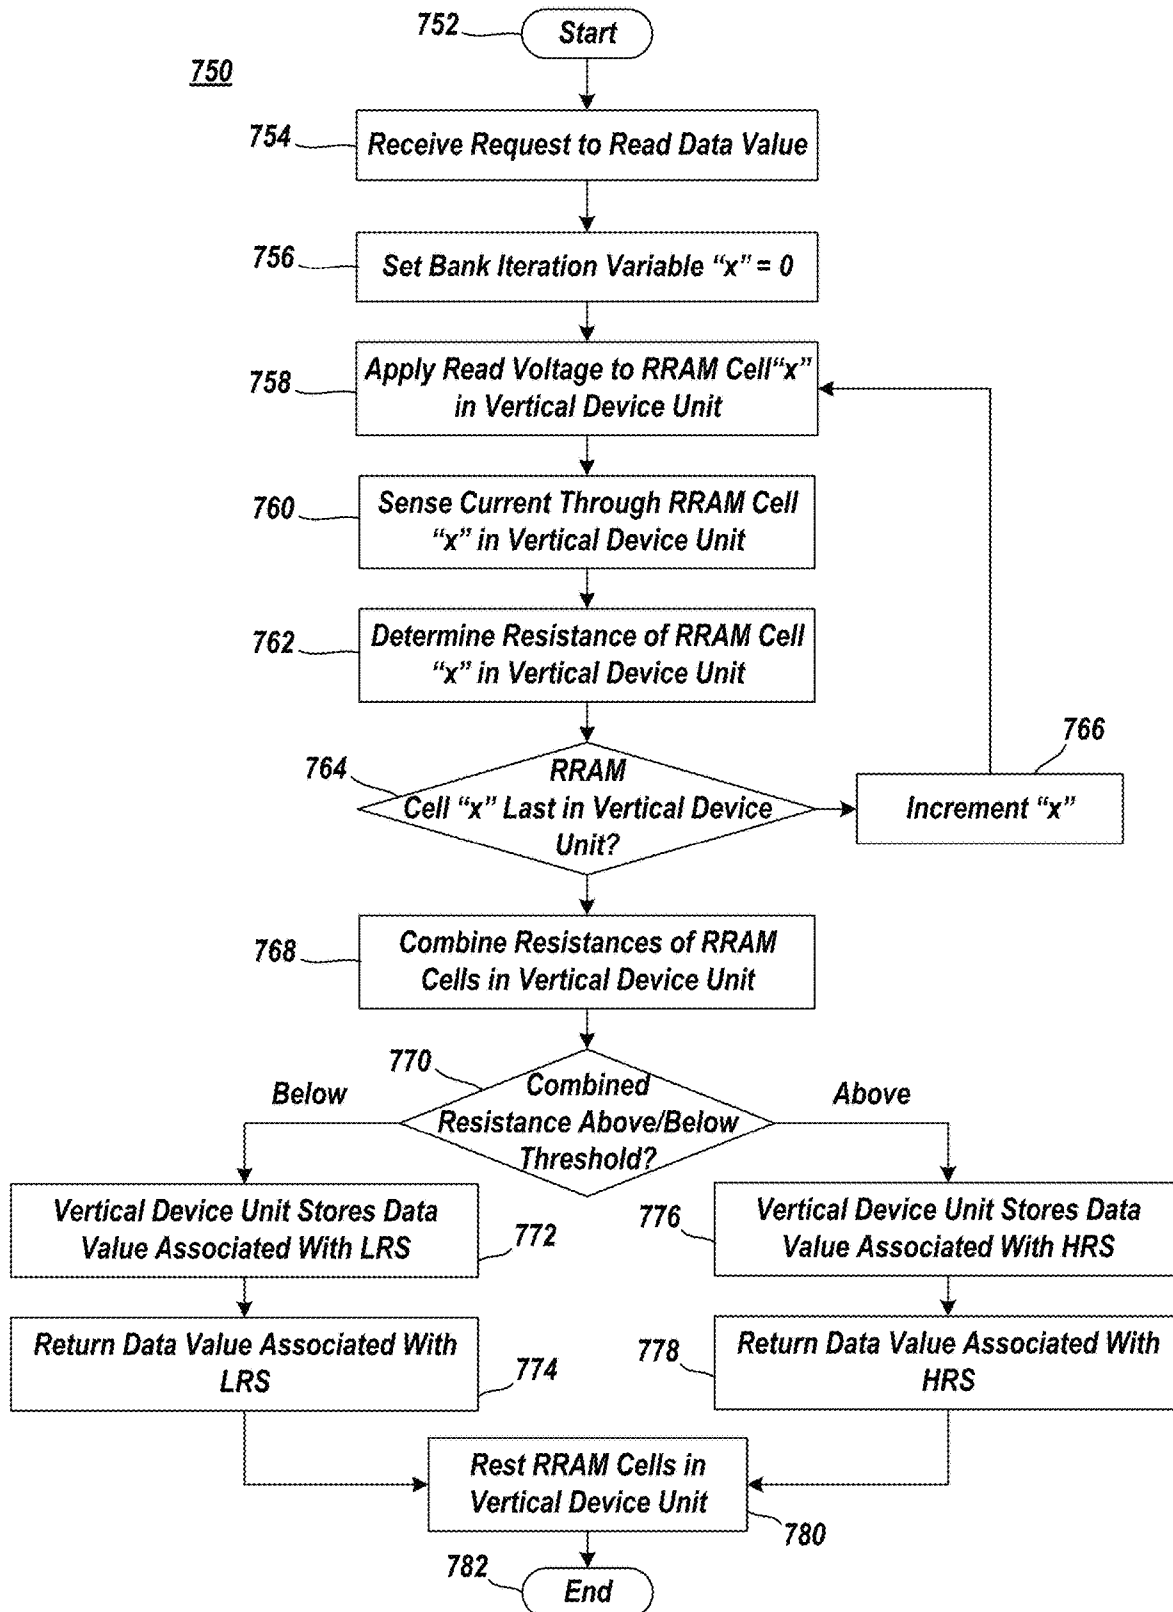 752
Start
750
754
Receive Request to Read Data Value
756
Set Bank Iteration Variable “x” = 0
758
Apply Read Voltage to RRAM Cell“x”
in Vertical Device Unit
760
Sense Current Through RRAM Cell
“x” in Vertical Device Unit
762
Determine Resistance of RRAM Cell
“x” in Vertical Device Unit
764
RRAM
Cell “x” Last in Vertical Device
Unit?
766
Increment “x”
768
Combine Resistances of RRAM
Cells in Vertical Device Unit
770
Combined
Resistance Above/Below
Threshold?
Below
Above
Vertical Device Unit Stores Data
Value Associated With LRS
772
776
Vertical Device Unit Stores Data
Value Associated With HRS
Return Data Value Associated With
LRS
774
778
Return Data Value Associated With
HRS
Rest RRAM Cells in
Vertical Device Unit
780
782
End